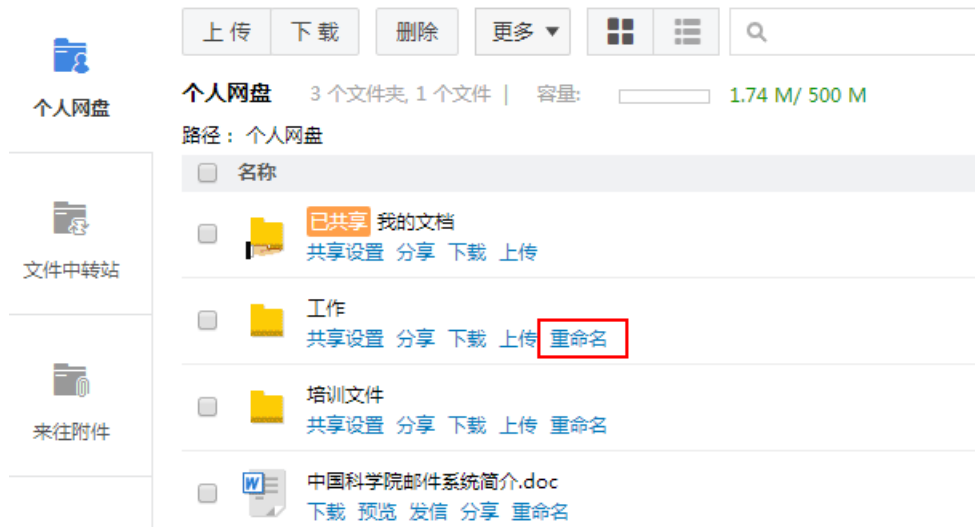 上传 下载 删除 更多
个人网盘
个人网盘 3 个文件夹, 1 个文件 | 容量: 1.74 M/ 500 M
路径： 个人网盘
名称
文件中转站
来往附件
已共享 我的文档
共享设置 分享 下载 上传
工作
共享设置 分享 下载 上传 重命名
培训文件
共享设置 分享 下载 上传 重命名
中国科学院邮件系统简介.doc
下载 预览 发信 分享 重命名